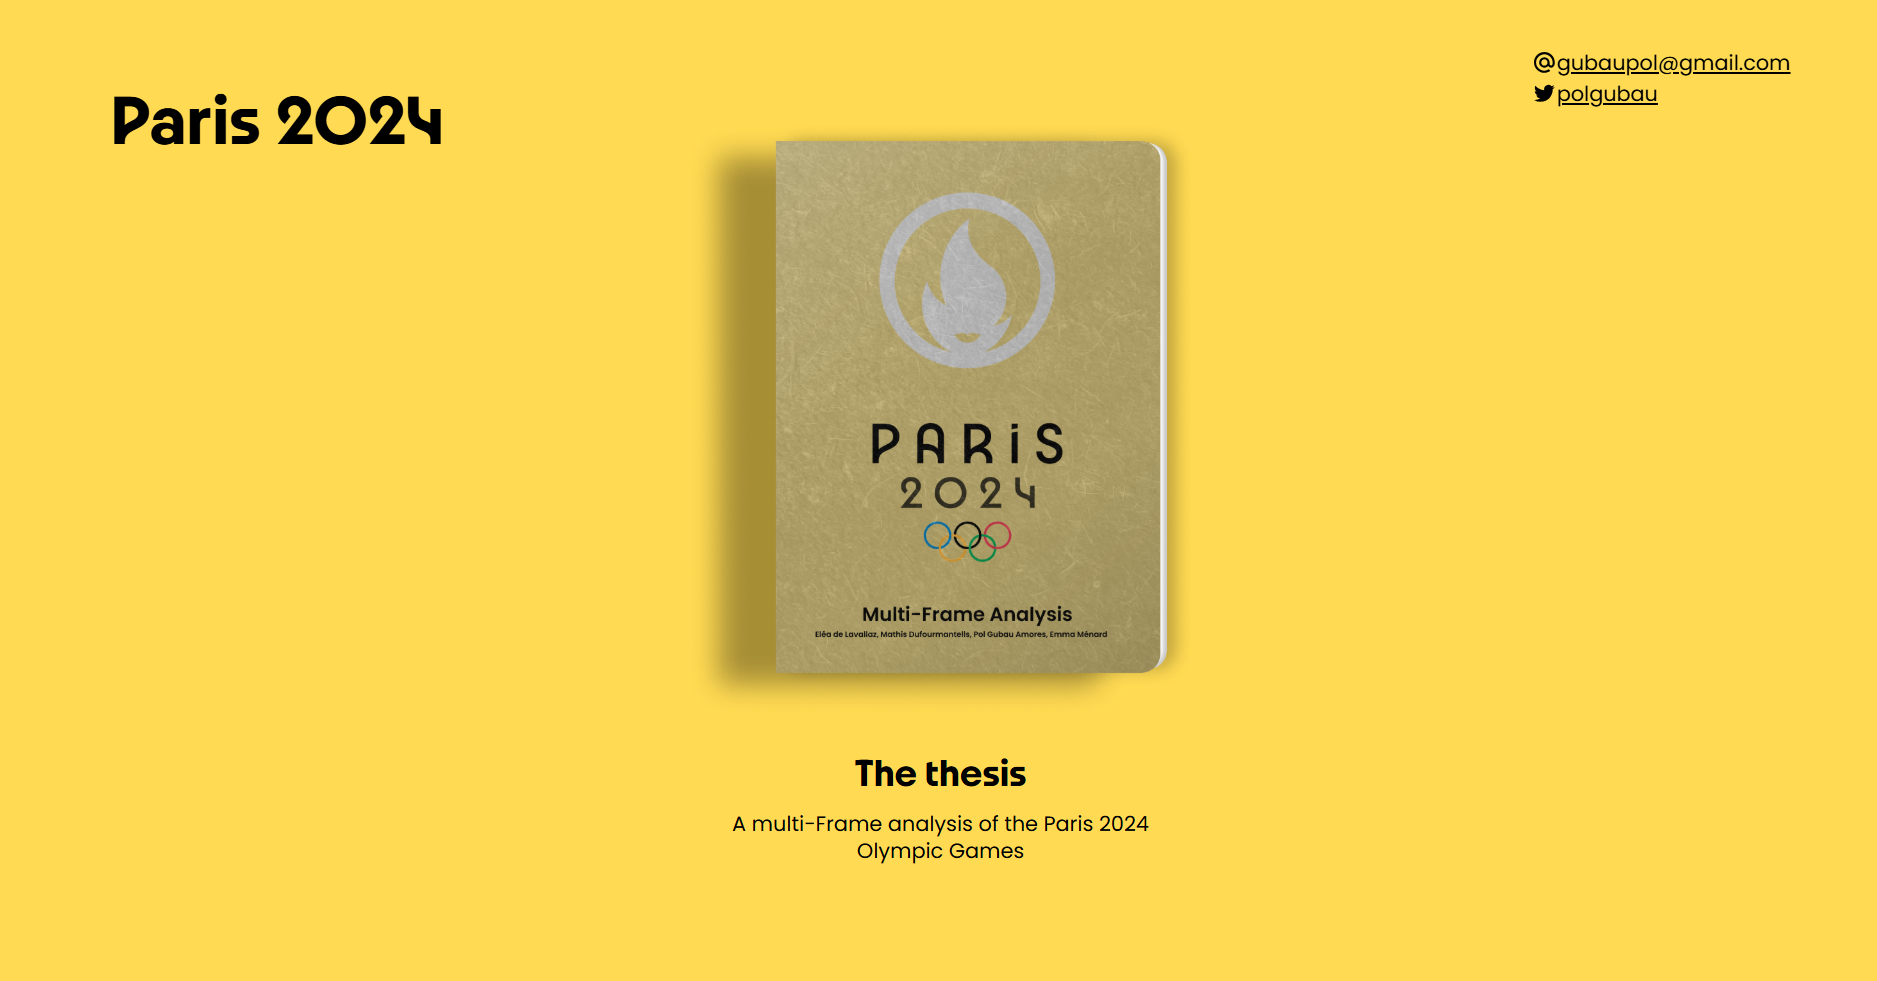 Paris 2024
@gubaupol@gmail.com
polgubau
PARiS
2024
Multi-Frame Analysis
Eléa de Lavallaz, Mathis Dufourmantells, Pol Gubau Amores, Emma Ménard
The thesis
A multi-Frame analysis of the Paris 2024
Olympic Games